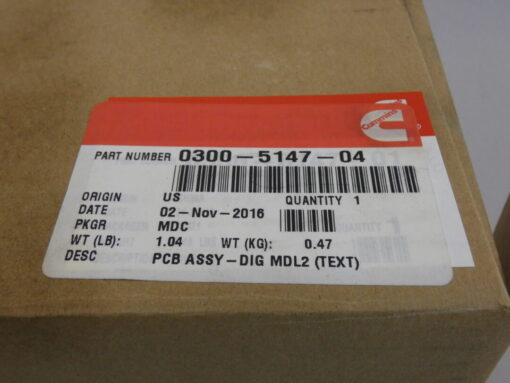 Cummins
PART NUMBER 0300-5147-04
ORIGIN US QUANTITY 1
DATE 02-Nov-2016
PKGR MDC
WT (LB): 1.04 WT (KG): 0.47
DESC PCB ASSY-DIG MDL2 (TEXT)